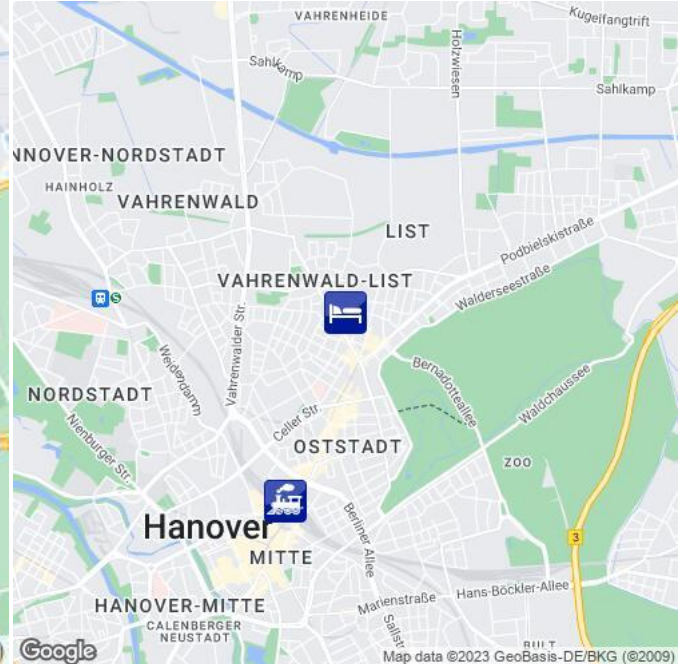 VAHRENHEIDE
Kugelfangtrift
Holzwiesen
Sahlkamp
Sahlkamp
NNOVER-NORDSTADT
HAINHOLZ
VAHRENWALD
LIST
Podbielskistraße
VAHRENWALD-LIST
Walderseestraße
S
Vahrenwalder Str.
Weidendamm
Bernadotteallee
Waldchaussee
NORDSTADT
Nienburger Str.
Celler Str.
OSTSTADT
ZOO
Hanover
Berliner Allee
3
MITTE
Hans-Böckler-Allee
HANOVER-MITTE
Marienstraße
CALENBERGER
NEUSTADT
Sallstr
BULT
Google
Map data ©2023 GeoBasis-DE/BKG (©2009)